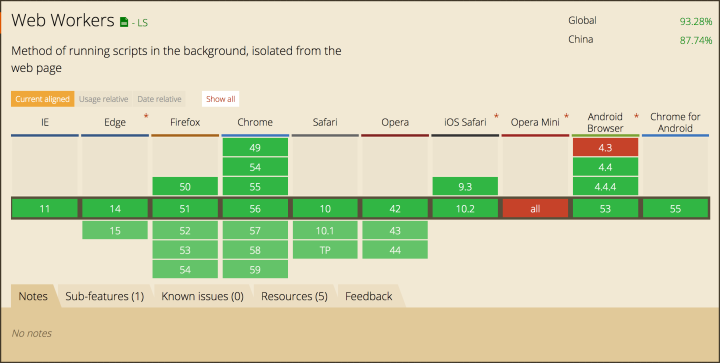 Web Workers - LS
Global 93.28%
China 87.74%
Method of running scripts in the background, isolated from the
web page
Current aligned Usage relative Date relative Show all
IE Edge * Firefox Chrome Safari Opera iOS Safari * Opera Mini * Android Browser * Chrome for Android
49 4.3
54 4.4
50 55 9.3 4.4.4
11 14 51 56 10 42 10.2 all 53 55
15 52 57 10.1 43
53 58 TP 44
54 59
Notes Sub-features (1) Known issues (0) Resources (5) Feedback
No notes